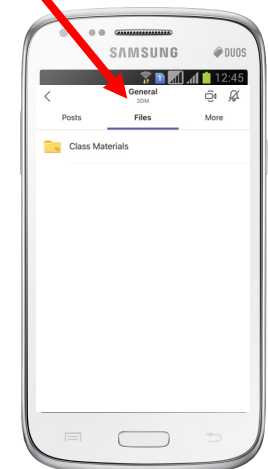 SAMSUNG DUOS
12:45
General
3DM
Posts Files More
Class Materials